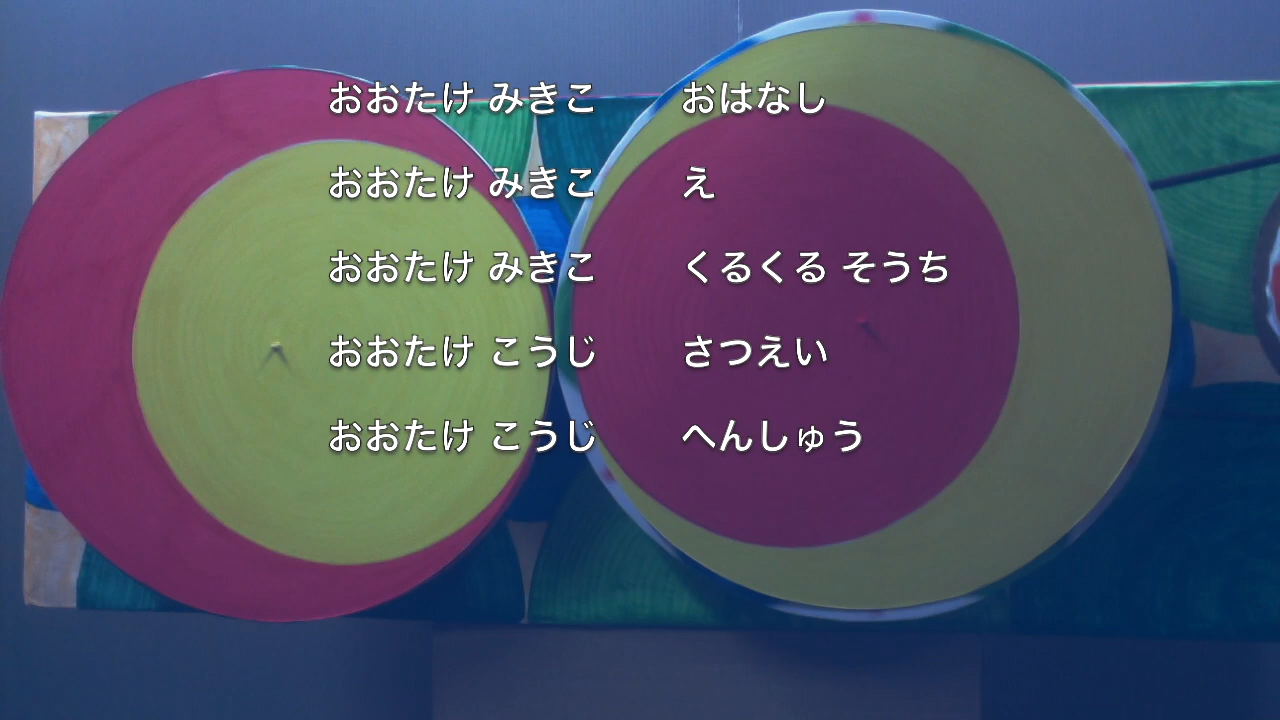 おおたけ みきこ おはなし
おおたけ みきこ え
おおたけ みきこ くるくる そうち
おおたけ こうじ さつえい
おおたけ こうじ へんしゅう